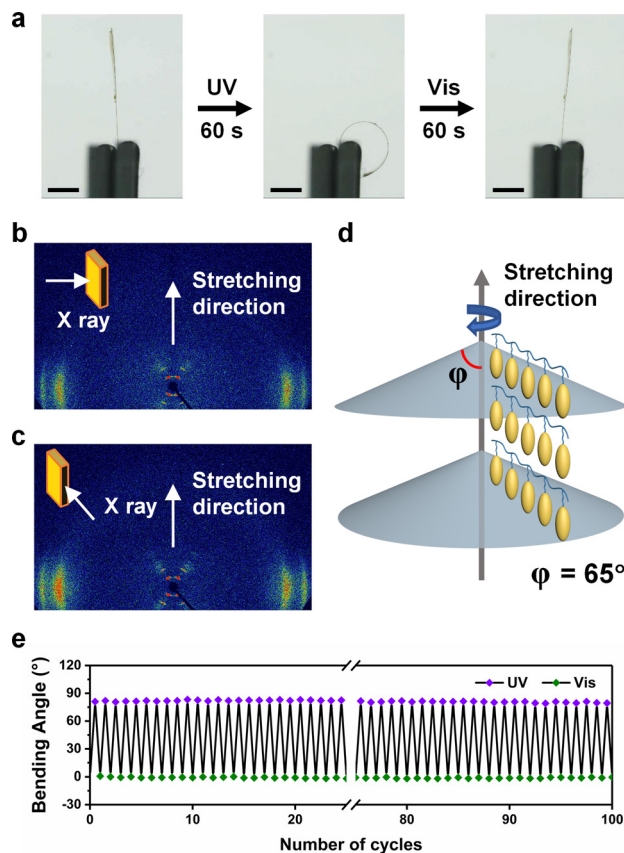 a
UV
60 s
Vis
60 s
b
X ray
Stretching
direction
c
X ray
Stretching
direction
d
Stretching
direction
φ
φ = 65°
e
Bending Angle (°)
120
90
60
30
0
-30
UV
Vis
0
10
20
80
90
100
Number of cycles